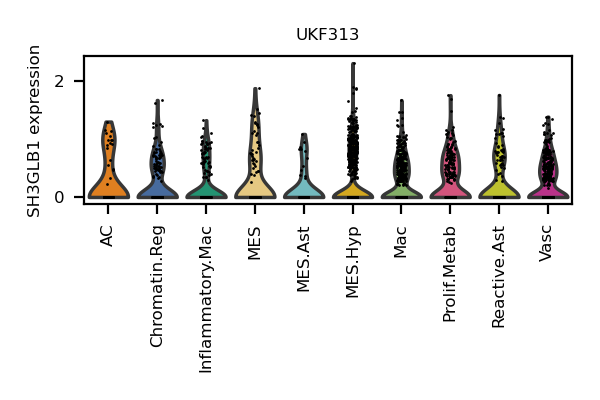 UKF313
SH3GLB1 expression
2
0
AC
Chromatin.Reg
Inflammatory.Mac
MES
MES.Ast
MES.Hyp
Mac
Prolif.Metab
Reactive.Ast
Vasc